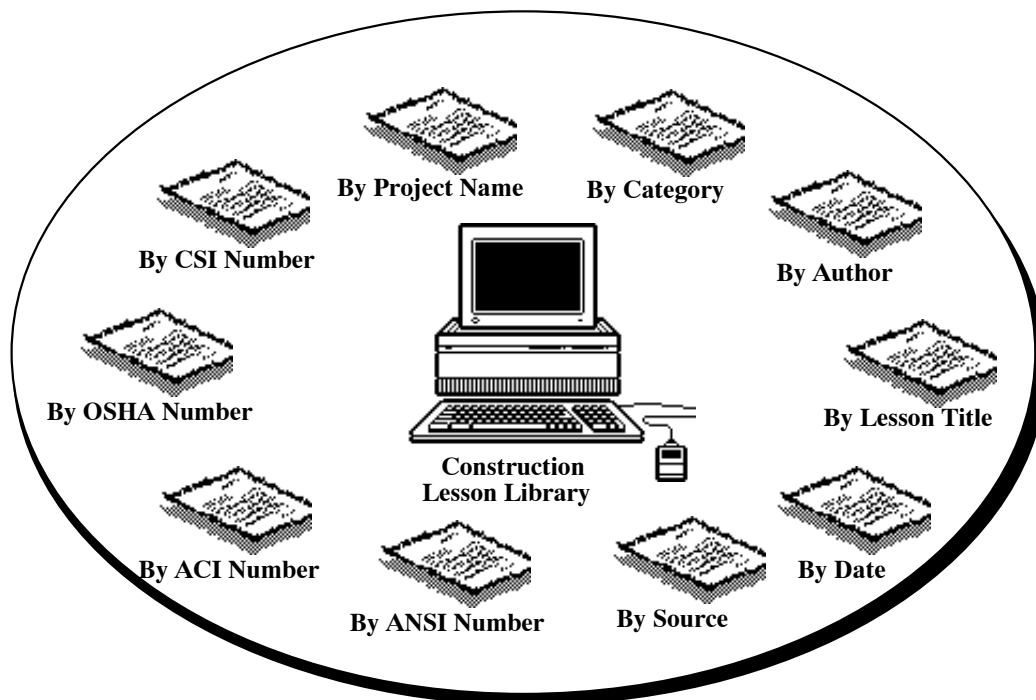 By Project Name
By Category
By CSI Number
By Author
By OSHA Number
By Lesson Title
Construction
Lesson Library
By ACI Number
By Date
By ANSI Number
By Source